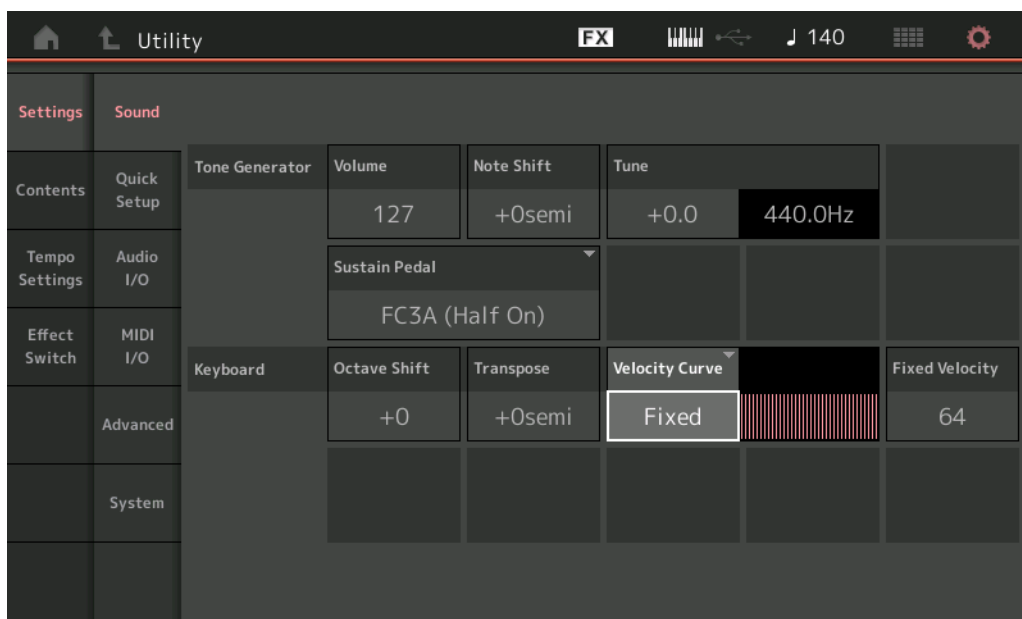 Utility
FX
140
Settings
Sound
Contents
Quick
Setup
Tempo
Settings
Audio
I/O
Effect
Switch
MIDI
I/O
Advanced
System
Tone Generator
Volume
Note Shift
Tune
127
+0semi
+0.0
440.0Hz
Sustain Pedal
FC3A (Half On)
Keyboard
Octave Shift
Transpose
Velocity Curve
Fixed Velocity
+0
+0semi
Fixed
64